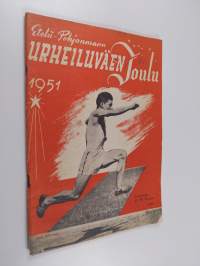 Etelä-Pohjanmaan
URHEILUVÄEN
Joulu
1951